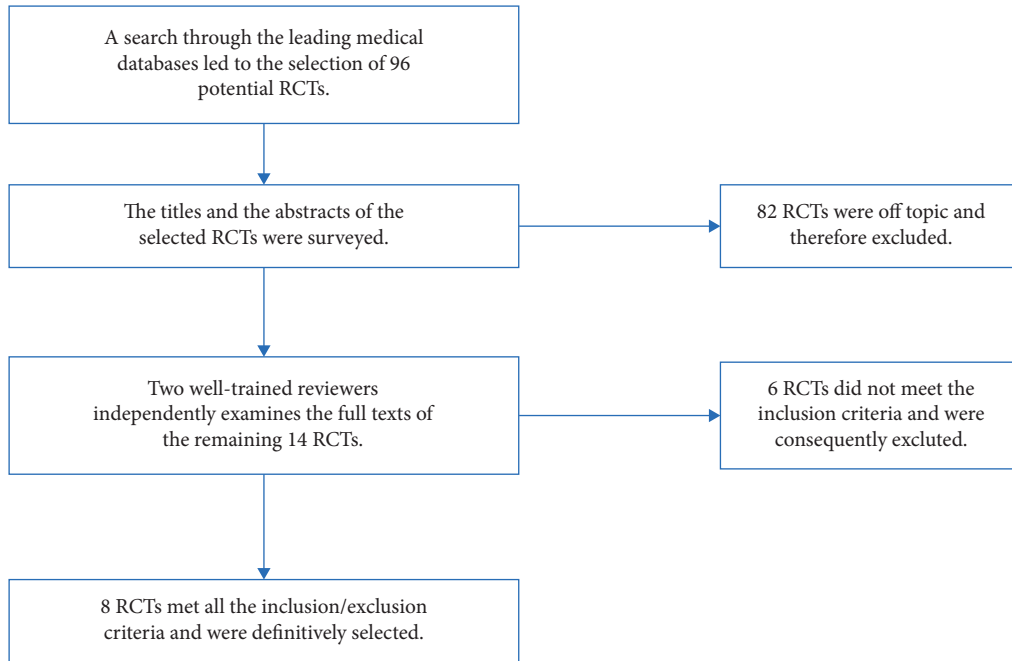 A search through the leading medical
databases led to the selection of 96
potential RCTs.
The titles and the abstracts of the
selected RCTs were surveyed.
82 RCTs were off topic and
therefore excluded.
Two well-trained reviewers
independently examines the full texts of
the remaining 14 RCTs.
6 RCTs did not meet the
inclusion criteria and were
consequently excluted.
8 RCTs met all the inclusion/exclusion
criteria and were definitively selected.